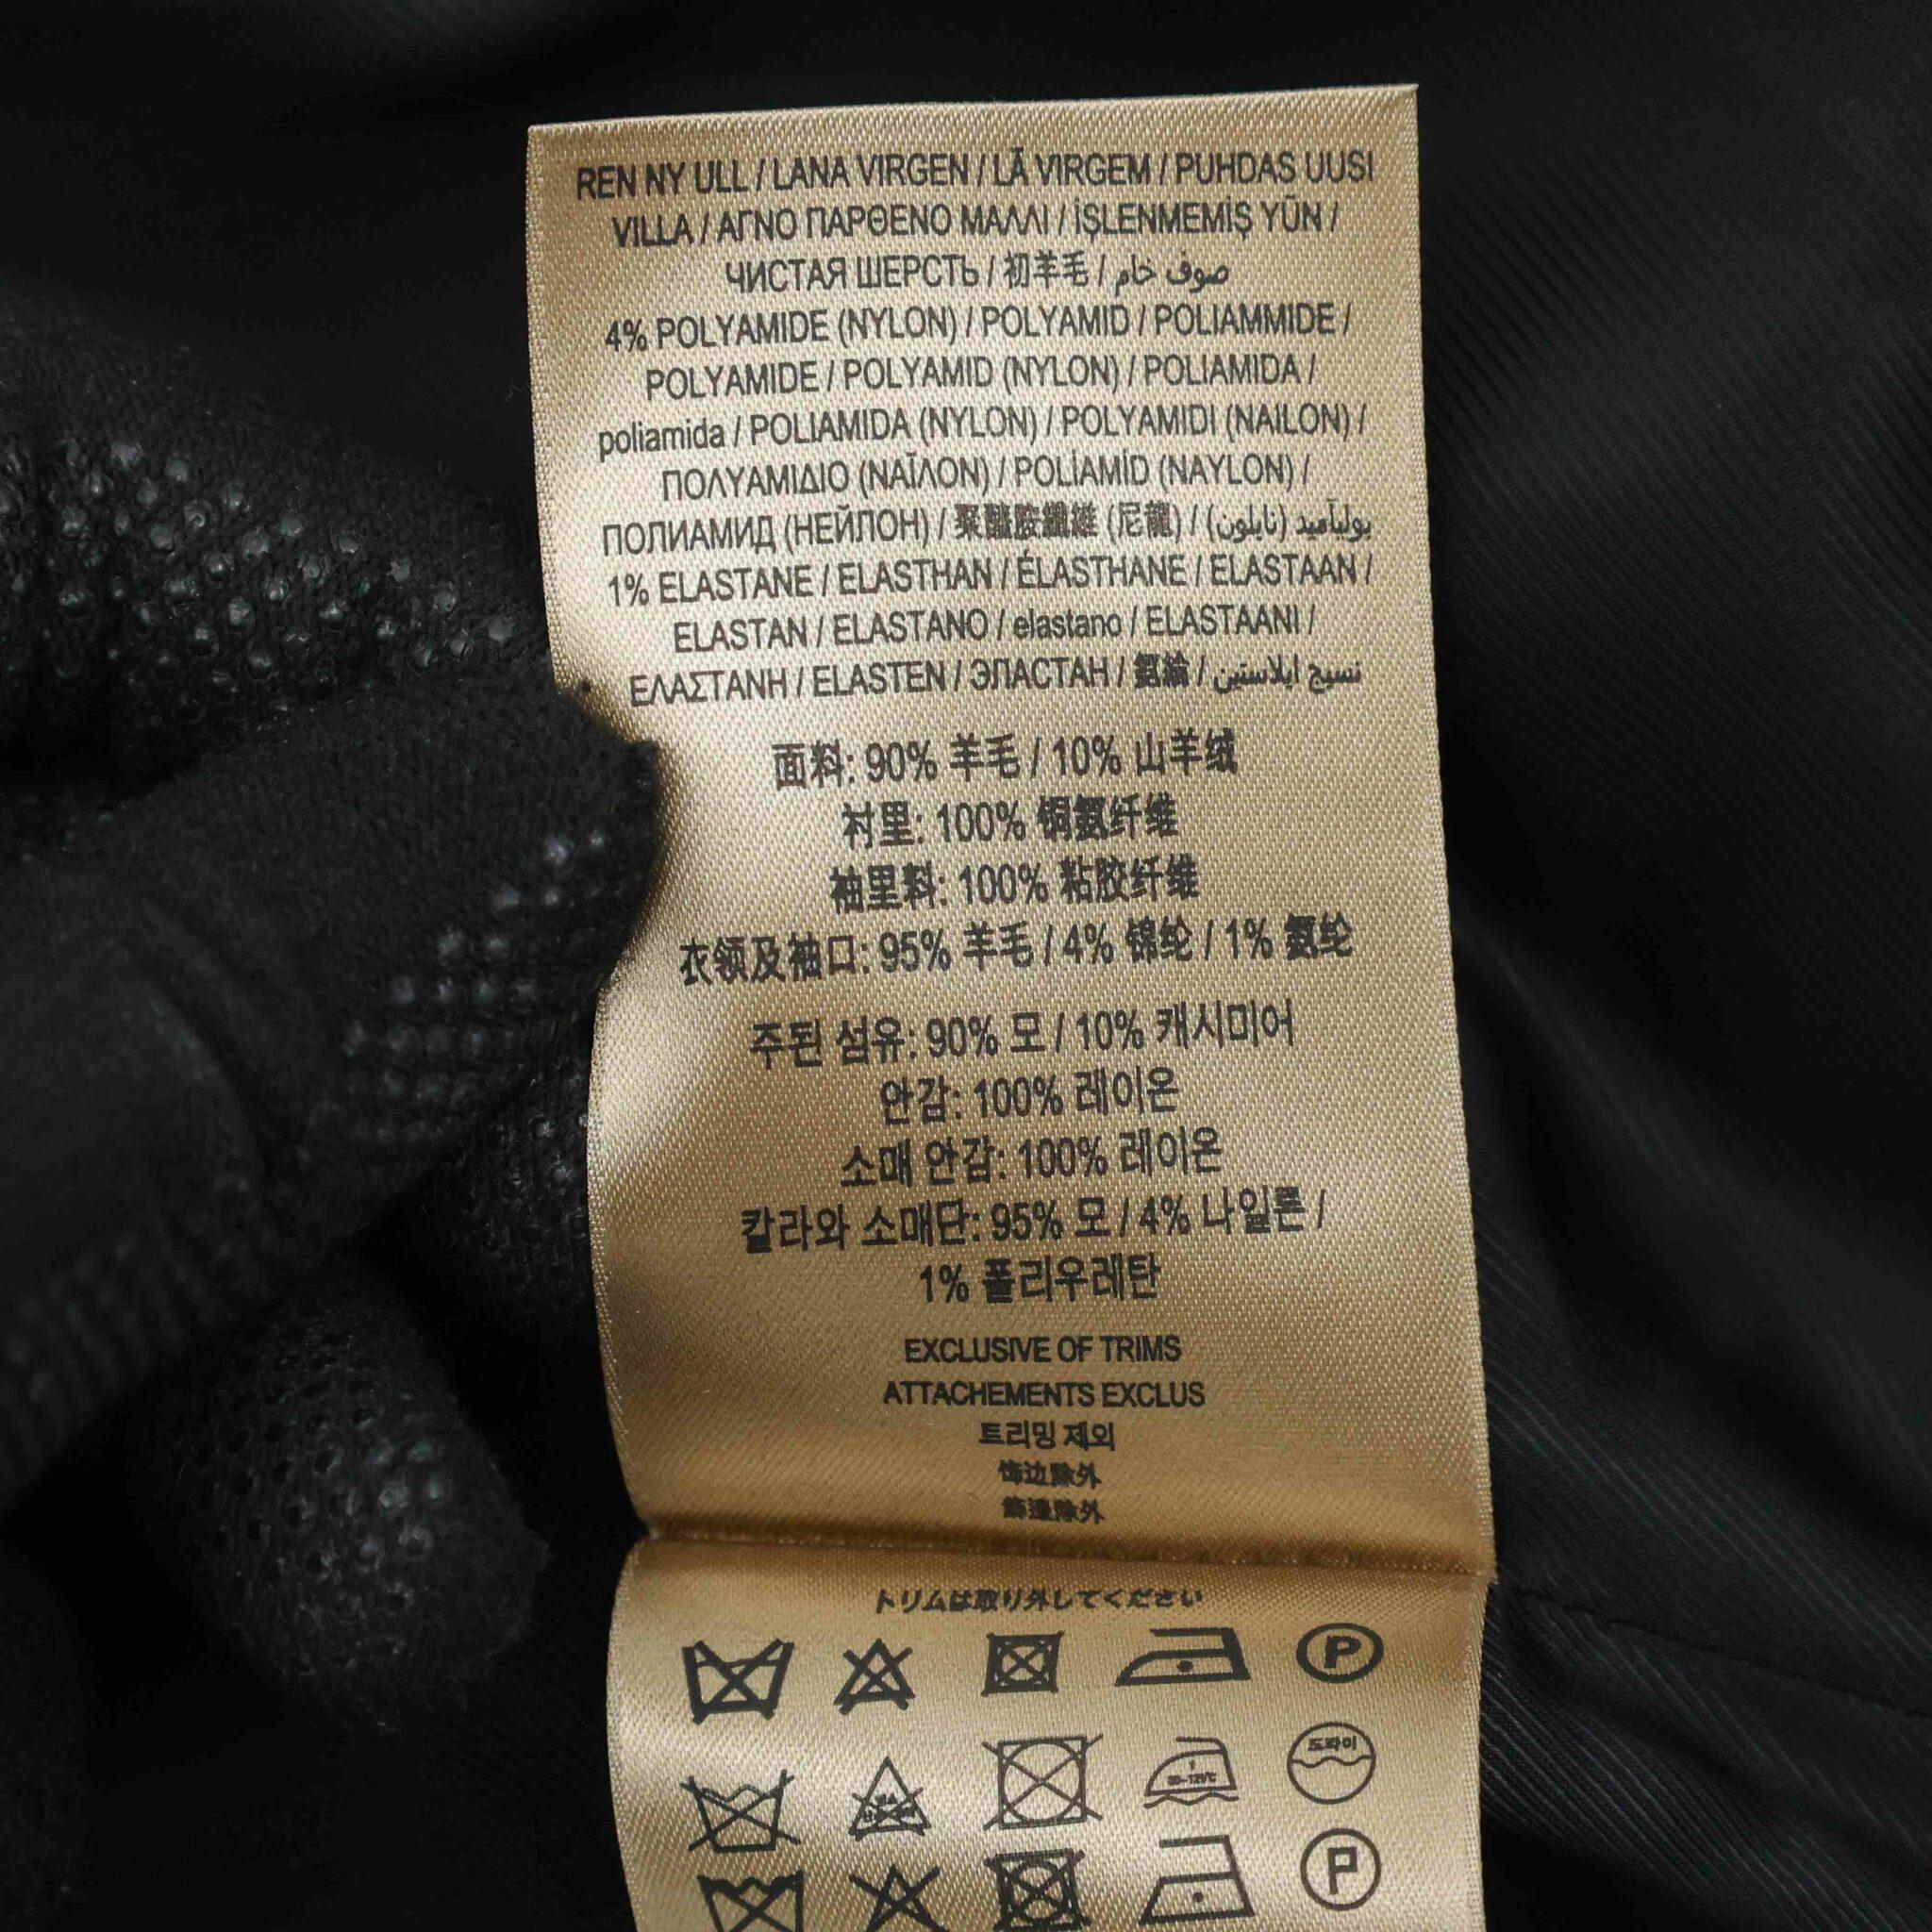 REN NY ULL / LANA VIRGEN / LÃ VIRGEM / PUHDAS UUSI
VILLA / ΑΓΝΟ ΠΑΡΘΕΝΟ ΜΑΛΛΙ / İŞLENMEMİŞ YÜN /
ЧИСТАЯ ШЕРСТЬ / 初羊毛 / صوف خام
4% POLYAMIDE (NYLON) / POLYAMID / POLIAMMIDE /
POLYAMIDE / POLYAMID (NYLON) / POLIAMIDA /
poliamida / POLIAMIDA (NYLON) / POLYAMIDI (NAILON) /
ΠΟΛΥΑΜΙΔΙΟ (ΝΑΪΛΟΝ) / POLİAMİD (NAYLON) /
ПОЛИАМИД (НЕЙЛОН) / 聚醯胺纖維 (尼龍) / بولیآمید (نایلون)
1% ELASTANE / ELASTHAN / ÉLASTHANE / ELASTAAN /
ELASTAN / ELASTANO / elastano / ELASTAANI /
ΕΛΑΣΤΑΝΗ / ELASTEN / ЭЛАСТАН / 氨綸 / نسيج ايلاستين
面料: 90% 羊毛 / 10% 山羊绒
衬里: 100% 铜氨纤维
袖里料: 100% 粘胶纤维
衣领及袖口: 95% 羊毛 / 4% 锦纶 / 1% 氨纶
주된 섬유: 90% 모 / 10% 캐시미어
안감: 100% 레이온
소매 안감: 100% 레이온
칼라와 소매단: 95% 모 / 4% 나일론 /
1% 폴리우레탄
EXCLUSIVE OF TRIMS
ATTACHEMENTS EXCLUS
트리밍 제외
饰边除外
飾邊除外
トリムは取り外してください
P
드라이
P